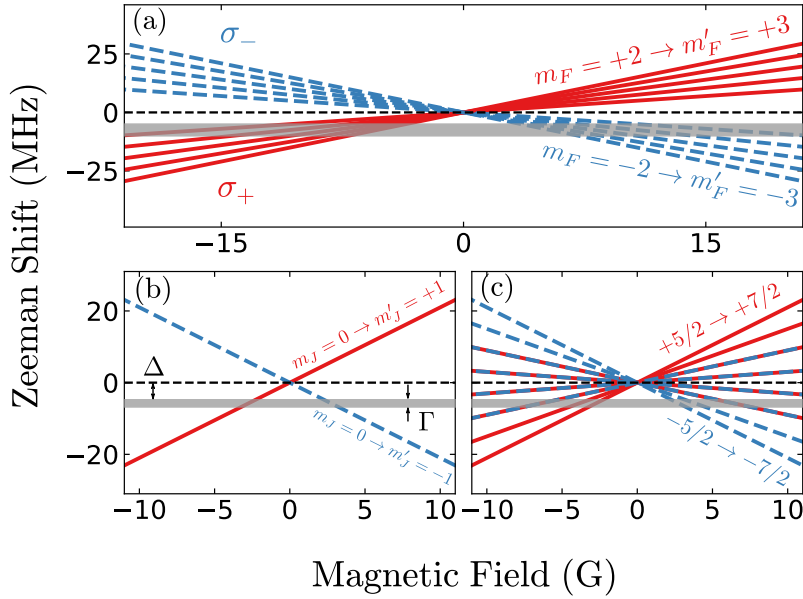 (a)
σ₋
m_F = +2 → m′_F = +3
25
0
−25
σ₊
m_F = −2 → m′_F = −3
−15
0
15
Zeeman Shift (MHz)
(b)
m_J = 0 → m′_J = +1
20
Δ
0
Γ
m_J = 0 → m′_J = −1
−20
−10
−5
0
5
10
(c)
+5/2 → +7/2
−5/2 → −7/2
−10
−5
0
5
10
Magnetic Field (G)